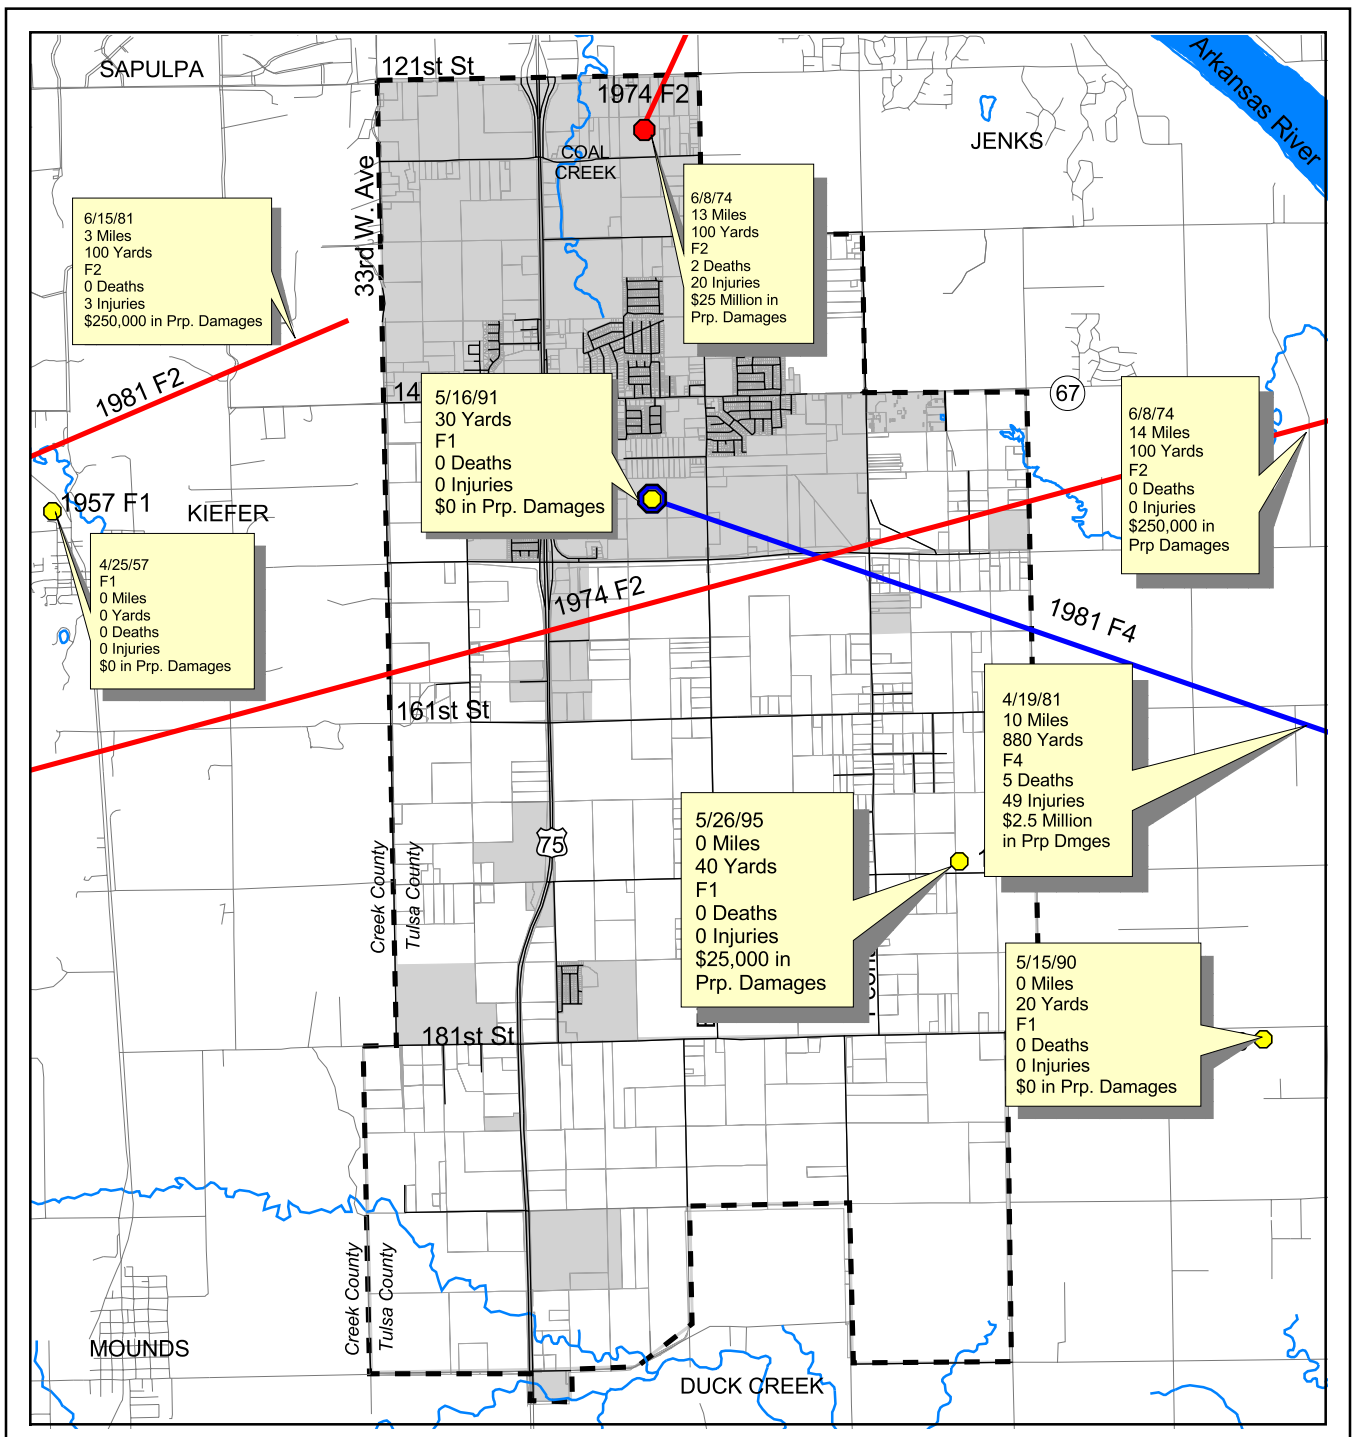 SAPULPA
121st St
Arkansas River
1974 F2
JENKS
COAL
CREEK
33rd W. Ave
6/8/74
13 Miles
100 Yards
F2
2 Deaths
20 Injuries
$25 Million in
Prp. Damages
6/15/81
3 Miles
100 Yards
F2
0 Deaths
3 Injuries
$250,000 in Prp. Damages
1981 F2
14
5/16/91
30 Yards
F1
0 Deaths
0 Injuries
$0 in Prp. Damages
67
6/8/74
14 Miles
100 Yards
F2
0 Deaths
0 Injuries
$250,000 in
Prp Damages
1957 F1
KIEFER
4/25/57
F1
0 Miles
0 Yards
0 Deaths
0 Injuries
$0 in Prp. Damages
1974 F2
1981 F4
161st St
4/19/81
10 Miles
880 Yards
F4
5 Deaths
49 Injuries
$2.5 Million
in Prp Dmges
75
5/26/95
0 Miles
40 Yards
F1
0 Deaths
0 Injuries
$25,000 in
Prp. Damages
Creek County
Tulsa County
5/15/90
0 Miles
20 Yards
F1
0 Deaths
0 Injuries
$0 in Prp. Damages
181st St
Creek County
Tulsa County
MOUNDS
DUCK CREEK